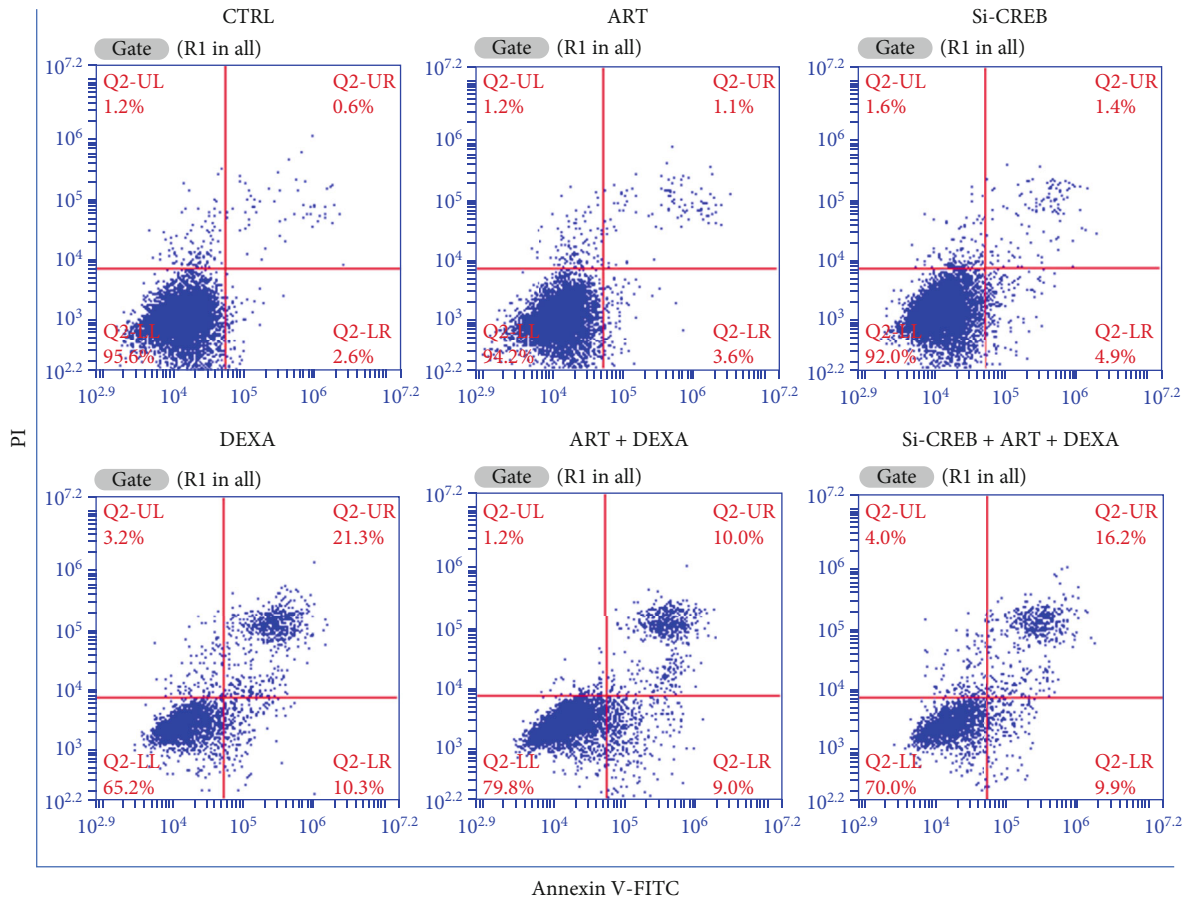 CTRL
Gate (R1 in all)
Q2-UL
1.2%
Q2-UR
0.6%
Q2-LL
95.6%
Q2-LR
2.6%
10^7.2
10^6
10^5
10^4
10^3
10^2.2
10^2.9 10^4 10^5 10^6 10^7.2
ART
Gate (R1 in all)
Q2-UL
1.2%
Q2-UR
1.1%
Q2-LL
94.2%
Q2-LR
3.6%
10^7.2
10^6
10^5
10^4
10^3
10^2.2
10^2.9 10^4 10^5 10^6 10^7.2
Si-CREB
Gate (R1 in all)
Q2-UL
1.6%
Q2-UR
1.4%
Q2-LL
92.0%
Q2-LR
4.9%
10^7.2
10^6
10^5
10^4
10^3
10^2.2
10^2.9 10^4 10^5 10^6 10^7.2
PI
DEXA
Gate (R1 in all)
Q2-UL
3.2%
Q2-UR
21.3%
Q2-LL
65.2%
Q2-LR
10.3%
10^7.2
10^6
10^5
10^4
10^3
10^2.2
10^2.9 10^4 10^5 10^6 10^7.2
ART + DEXA
Gate (R1 in all)
Q2-UL
1.2%
Q2-UR
10.0%
Q2-LL
79.8%
Q2-LR
9.0%
10^7.2
10^6
10^5
10^4
10^3
10^2.2
10^2.9 10^4 10^5 10^6 10^7.2
Si-CREB + ART + DEXA
Gate (R1 in all)
Q2-UL
4.0%
Q2-UR
16.2%
Q2-LL
70.0%
Q2-LR
9.9%
10^7.2
10^6
10^5
10^4
10^3
10^2.2
10^2.9 10^4 10^5 10^6 10^7.2
Annexin V-FITC